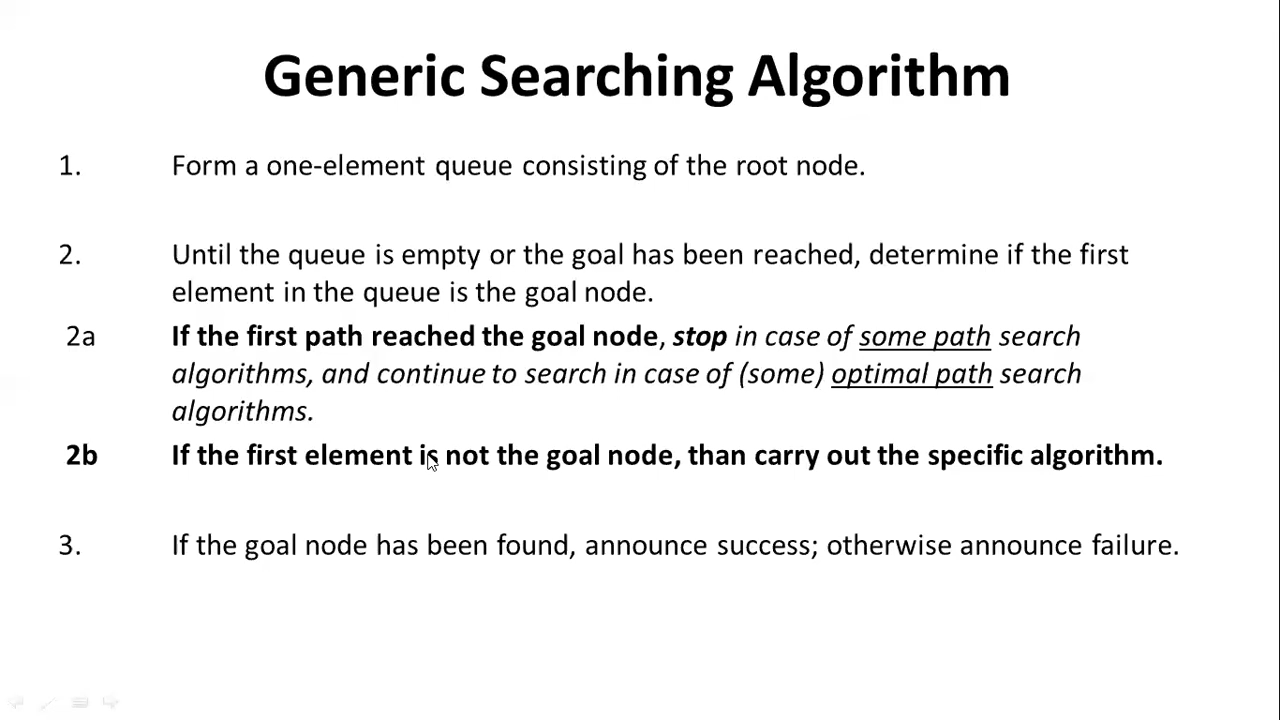 Generic Searching Algorithm
1. Form a one-element queue consisting of the root node.
2. Until the queue is empty or the goal has been reached, determine if the first
element in the queue is the goal node.
2a If the first path reached the goal node, stop in case of some path search
algorithms, and continue to search in case of (some) optimal path search
algorithms.
2b If the first element is not the goal node, than carry out the specific algorithm.
3. If the goal node has been found, announce success; otherwise announce failure.